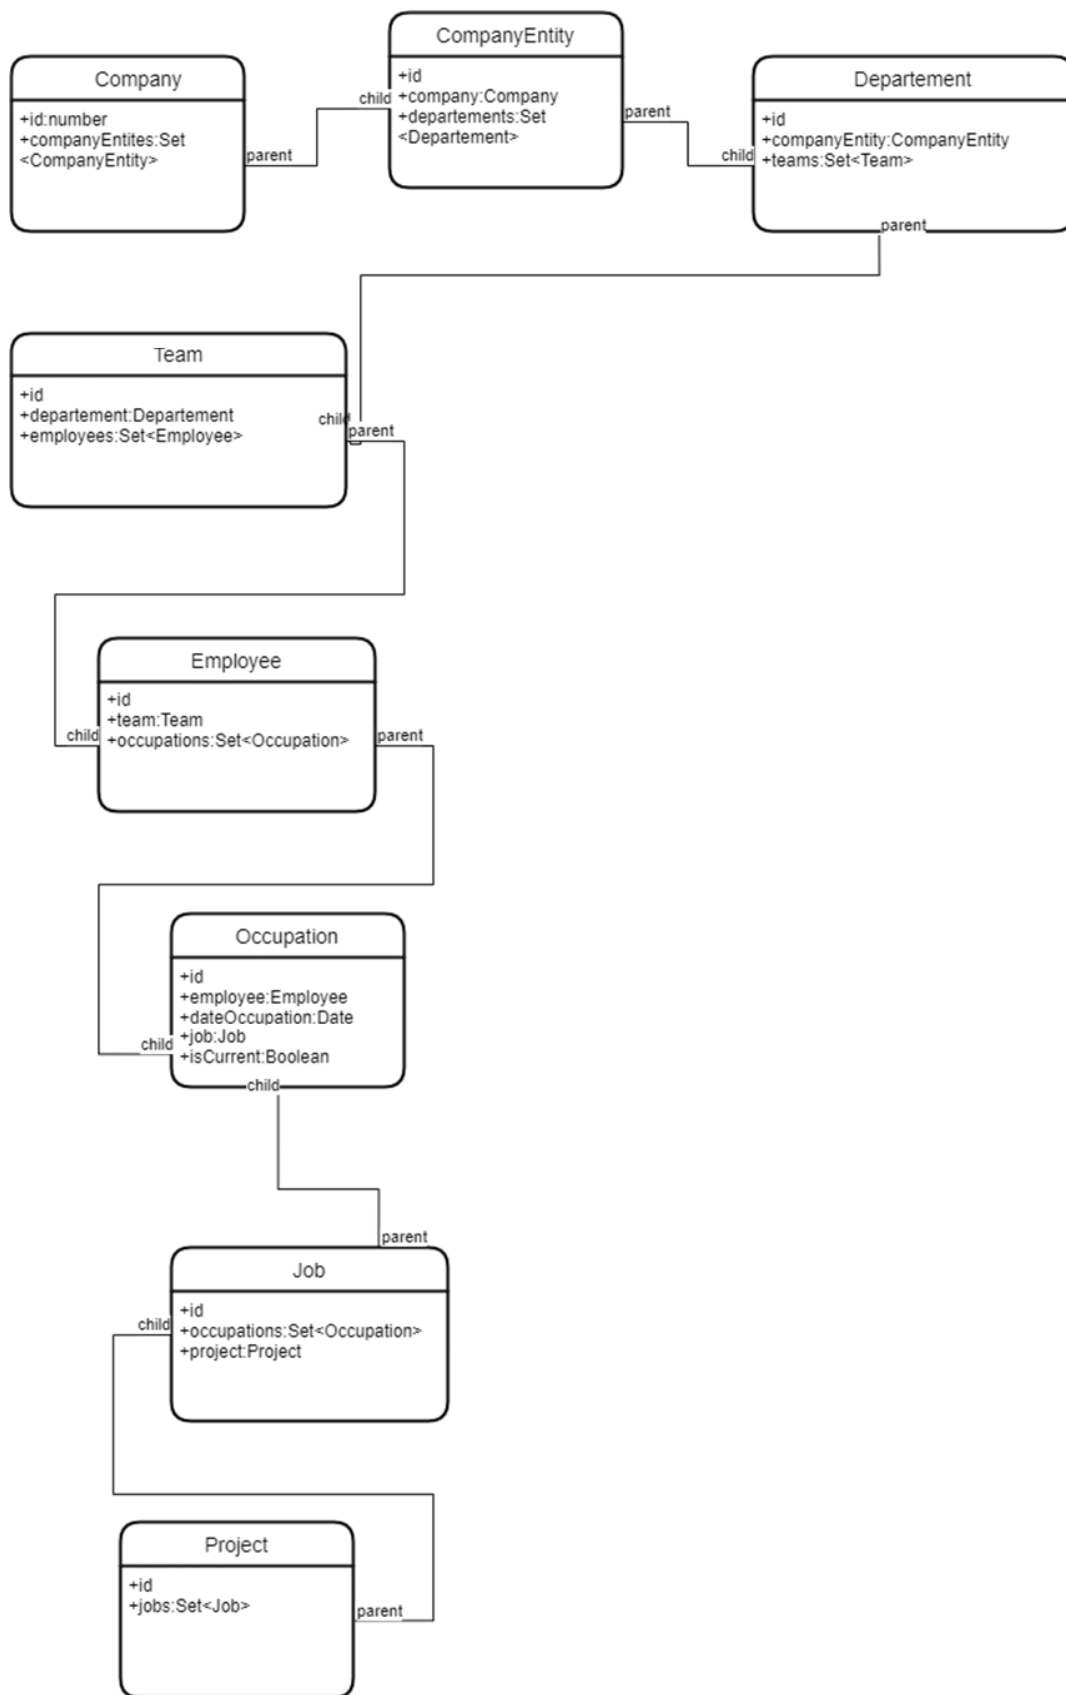 CompanyEntity
+id
+company:Company
+departements:Set
<Departement>
Company
+id:number
+companyEntites:Set
<CompanyEntity>
Departement
+id
+companyEntity:CompanyEntity
+teams:Set<Team>
parent
child
parent
child
parent
Team
+id
+departement:Departement
+employees:Set<Employee>
child
parent
Employee
+id
+team:Team
+occupations:Set<Occupation>
child
parent
Occupation
+id
+employee:Employee
+dateOccupation:Date
+job:Job
+isCurrent:Boolean
child
child
parent
Job
+id
+occupations:Set<Occupation>
+project:Project
child
Project
+id
+jobs:Set<Job>
parent